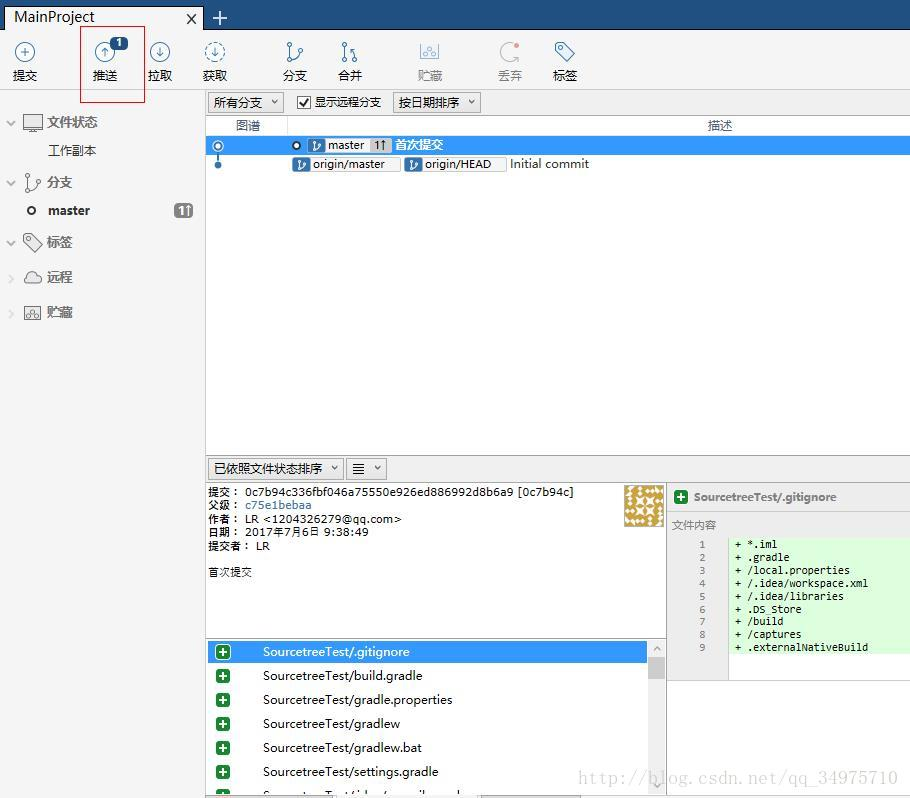 MainProject
1
提交 推送 拉取 获取 分支 合并 贮藏 丢弃 标签
所有分支 显示远程分支 按日期排序
文件状态
工作副本
分支
master 1↑
标签
远程
贮藏
图谱 描述
master 1↑ 首次提交
origin/master origin/HEAD Initial commit
已依照文件状态排序
提交： 0c7b94c336fbf046a75550e926ed886992d8b6a9 [0c7b94c]
父级： c75e1bebaa
作者： LR <1204326279@qq.com>
日期： 2017年7月6日 9:38:49
提交者： LR
首次提交
SourcetreeTest/.gitignore
文件内容
1 + *.iml
2 + .gradle
3 + /local.properties
4 + /.idea/workspace.xml
5 + /.idea/libraries
6 + .DS_Store
7 + /build
8 + /captures
9 + .externalNativeBuild
SourcetreeTest/.gitignore
SourcetreeTest/build.gradle
SourcetreeTest/gradle.properties
SourcetreeTest/gradlew
SourcetreeTest/gradlew.bat
SourcetreeTest/settings.gradle
http://blog.csdn.net/qq_34975710